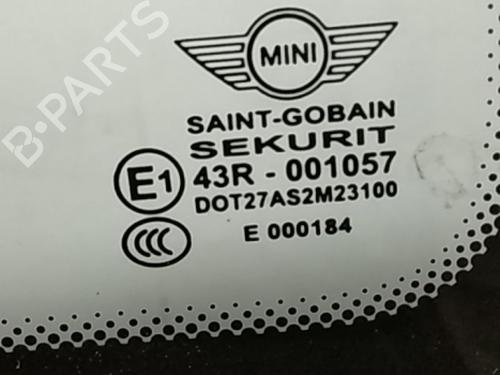 B-PARTS
MINI
SAINT-GOBAIN
SEKURIT
E1 43R - 001057
DOT27AS2M23100
CCC E 000184